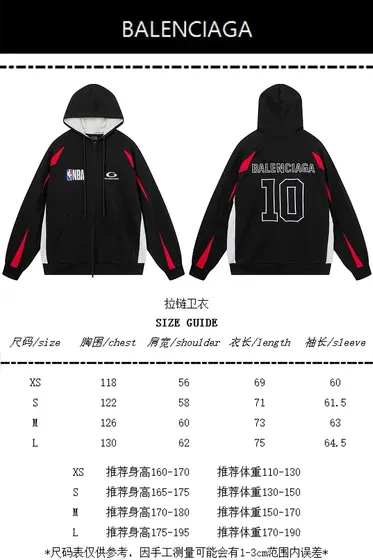 BALENCIAGA
NBA
BALENCIAGA
10
拉链卫衣
SIZE GUIDE
尺码/size 胸围/chest 肩宽/shoulder 衣长/length 袖长/sleeve
XS 118 56 69 60
S 122 58 71 61.5
M 126 60 73 63
L 130 62 75 64.5
XS 推荐身高160-170 推荐体重110-130
S 推荐身高165-175 推荐体重130-150
M 推荐身高170-180 推荐体重150-170
L 推荐身高175-195 推荐体重170-190
*尺码表仅供参考，因手工测量可能会有1-3cm范围内误差*